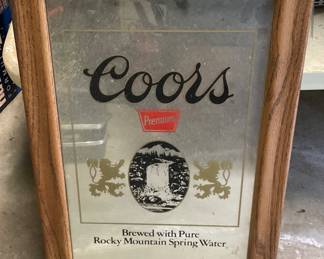 Coors
Premium
Brewed with Pure
Rocky Mountain Spring Water